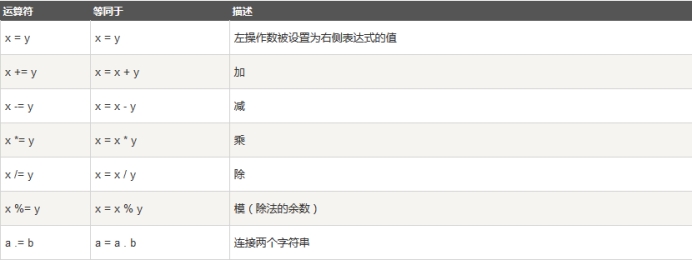 运算符 等同于 描述
x = y x = y 左操作数被设置为右侧表达式的值
x += y x = x + y 加
x -= y x = x - y 减
x *= y x = x * y 乘
x /= y x = x / y 除
x %= y x = x % y 模（除法的余数）
a .= b a = a . b 连接两个字符串